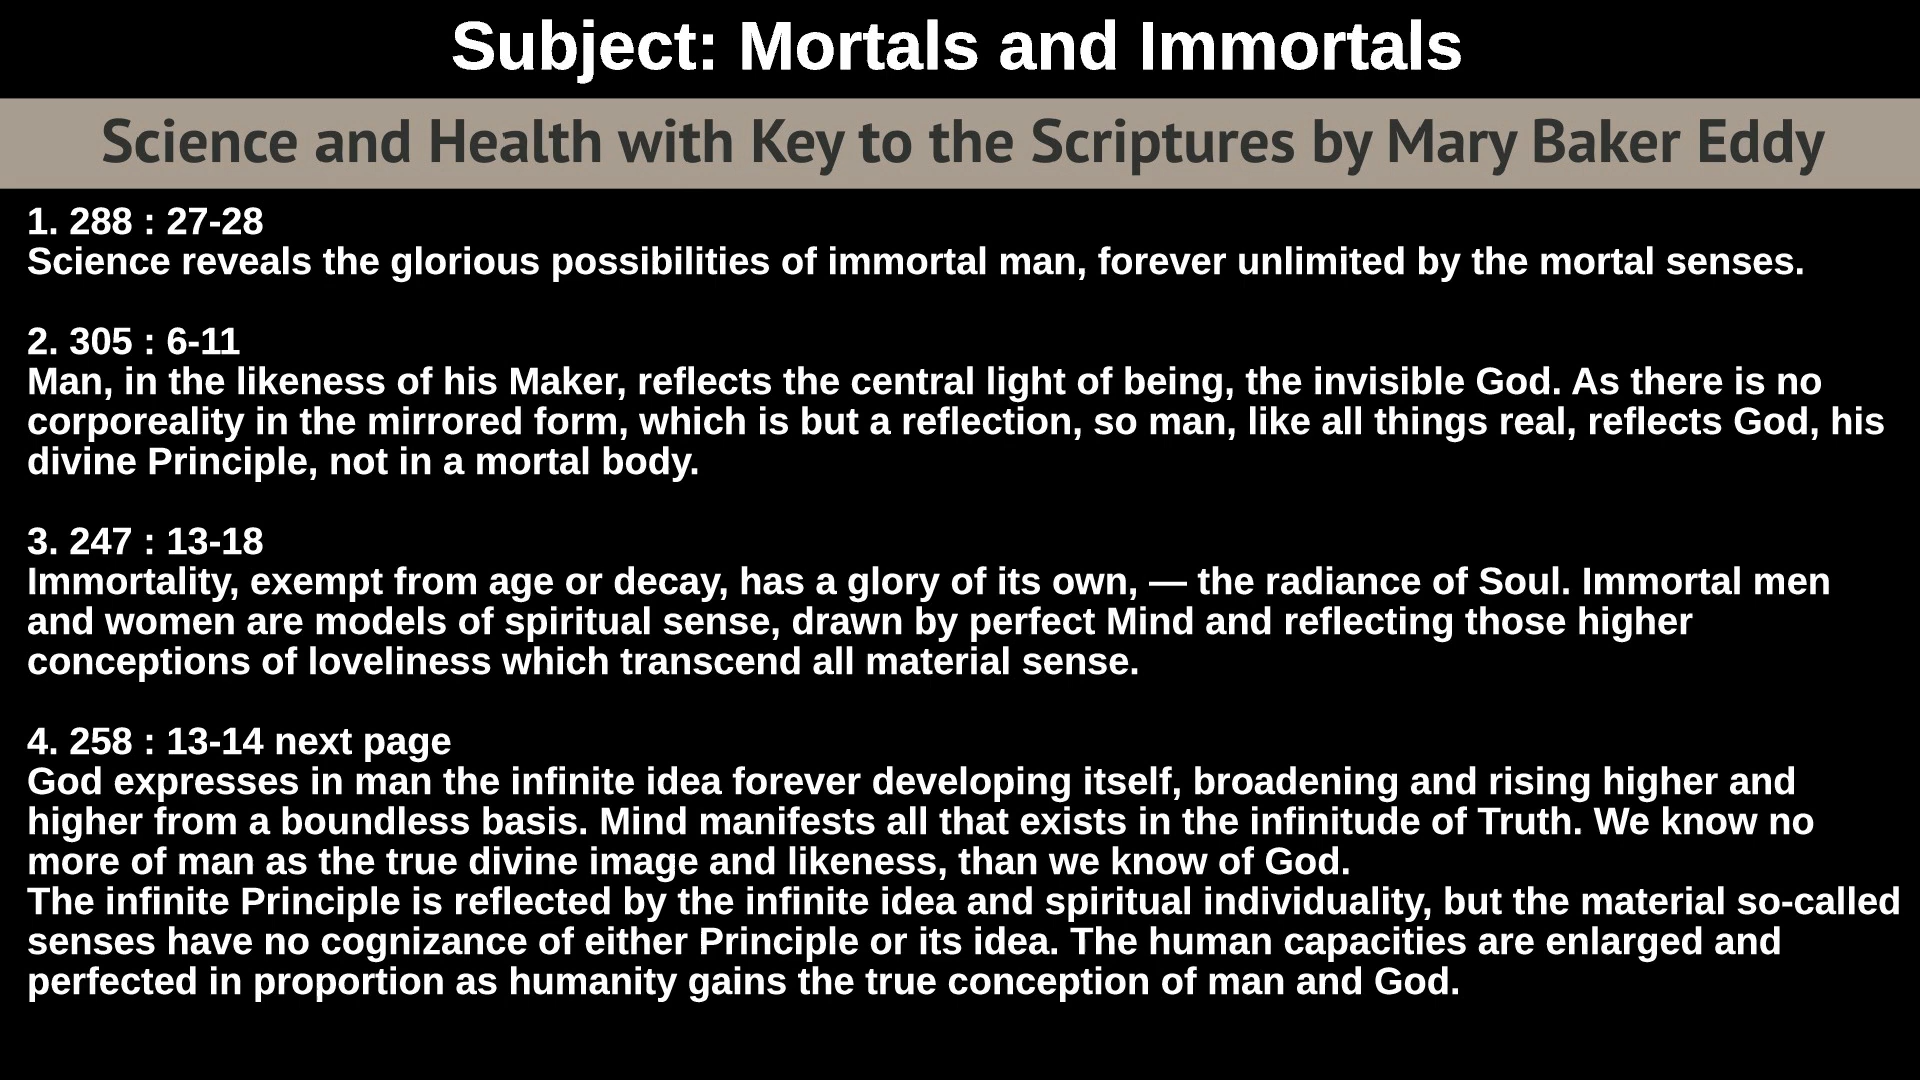 Subject: Mortals and Immortals
Science and Health with Key to the Scriptures by Mary Baker Eddy
1. 288 : 27-28
Science reveals the glorious possibilities of immortal man, forever unlimited by the mortal senses.
2. 305 : 6-11
Man, in the likeness of his Maker, reflects the central light of being, the invisible God. As there is no
corporeality in the mirrored form, which is but a reflection, so man, like all things real, reflects God, his
divine Principle, not in a mortal body.
3. 247 : 13-18
Immortality, exempt from age or decay, has a glory of its own, — the radiance of Soul. Immortal men
and women are models of spiritual sense, drawn by perfect Mind and reflecting those higher
conceptions of loveliness which transcend all material sense.
4. 258 : 13-14 next page
God expresses in man the infinite idea forever developing itself, broadening and rising higher and
higher from a boundless basis. Mind manifests all that exists in the infinitude of Truth. We know no
more of man as the true divine image and likeness, than we know of God.
The infinite Principle is reflected by the infinite idea and spiritual individuality, but the material so-called
senses have no cognizance of either Principle or its idea. The human capacities are enlarged and
perfected in proportion as humanity gains the true conception of man and God.